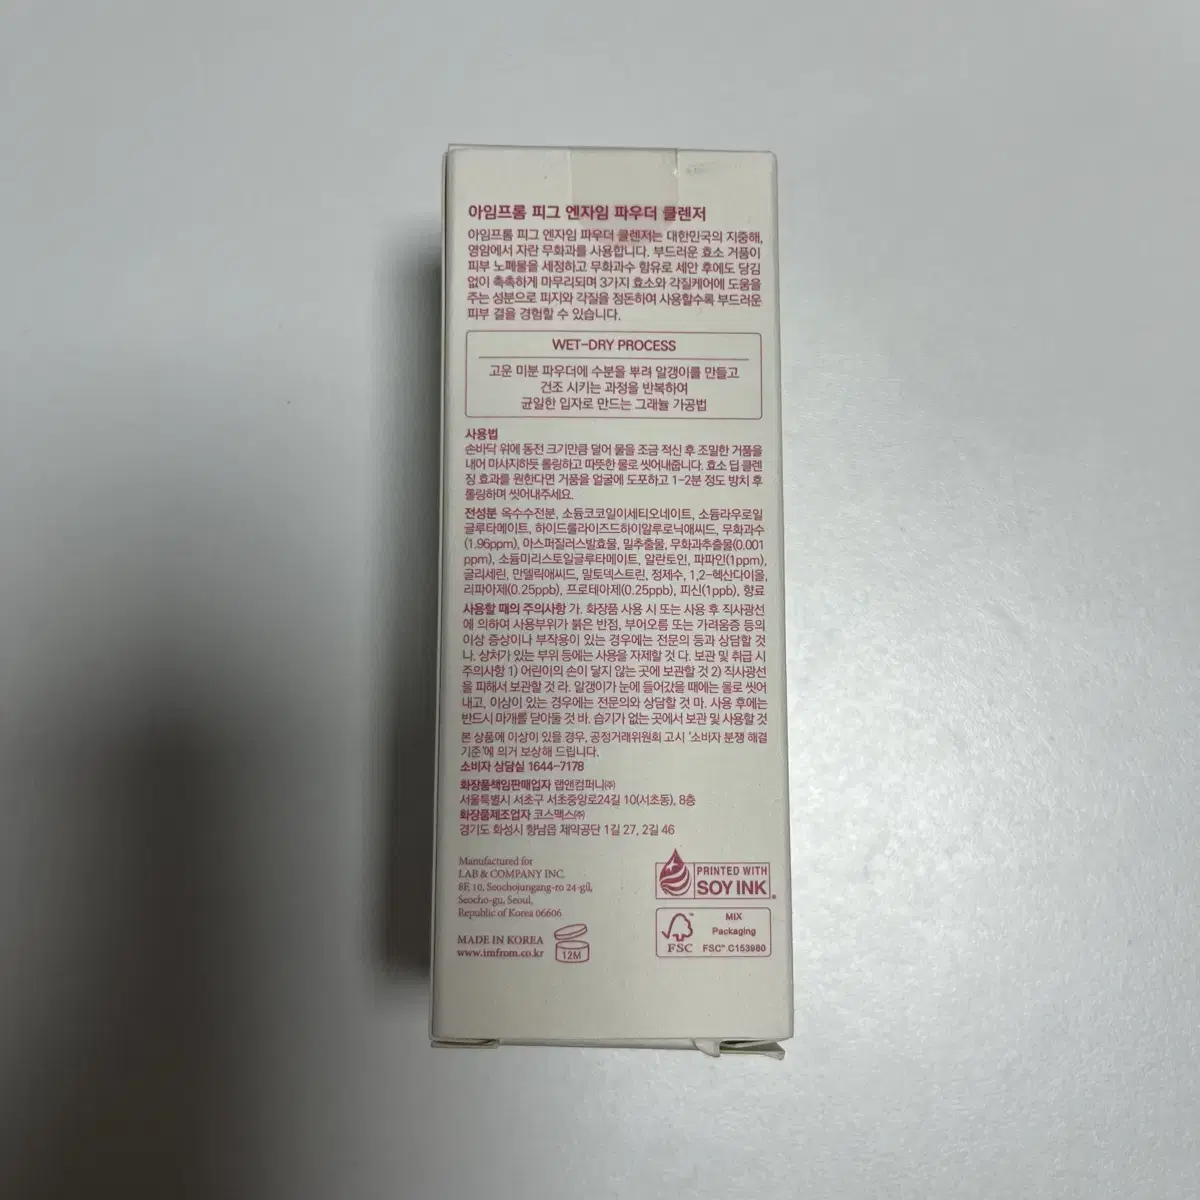 아임프롬 피그 엔자임 파우더 클렌저
아임프롬 피그 엔자임 파우더 클렌저는 대한민국의 지중해,
영암에서 자란 무화과를 사용합니다. 부드러운 효소 거품이
피부 노폐물을 세정하고 무화과수 함유로 세안 후에도 당김
없이 촉촉하게 마무리되며 3가지 효소와 각질케어에 도움을
주는 성분으로 피지와 각질을 정돈하여 사용할수록 부드러운
피부 결을 경험할 수 있습니다.
WET-DRY PROCESS
고운 미분 파우더에 수분을 뿌려 알갱이를 만들고
건조 시키는 과정을 반복하여
균일한 입자로 만드는 그래뉼 가공법
사용법
손바닥 위에 동전 크기만큼 덜어 물을 조금 적신 후 조밀한 거품을
내어 마사지하듯 롤링하고 따뜻한 물로 씻어내줍니다. 효소 딥 클렌
징 효과를 원한다면 거품을 얼굴에 도포하고 1-2분 정도 방치 후
롤링하며 씻어내주세요.
전성분 옥수수전분, 소듐코코일이세티오네이트, 소듐라우로일
글루타메이트, 하이드롤라이즈드하이알루로닉애씨드, 무화과수
(1.96ppm), 아스퍼질러스발효물, 밀추출물, 무화과추출물(0.001
ppm), 소듐미리스토일글루타메이트, 알란토인, 파파인(1ppm),
글리세린, 만델릭애씨드, 말토덱스트린, 정제수, 1,2-헥산다이올,
리파아제(0.25ppb), 프로테아제(0.25ppb), 피신(1ppb), 향료
사용할 때의 주의사항 가. 화장품 사용 시 또는 사용 후 직사광선
에 의하여 사용부위가 붉은 반점, 부어오름 또는 가려움증 등의
이상 증상이나 부작용이 있는 경우에는 전문의 등과 상담할 것
나. 상처가 있는 부위 등에는 사용을 자제할 것 다. 보관 및 취급 시
주의사항 1) 어린이의 손이 닿지 않는 곳에 보관할 것 2) 직사광선
을 피해서 보관할 것 라. 알갱이가 눈에 들어갔을 때에는 물로 씻어
내고, 이상이 있는 경우에는 전문의와 상담할 것 마. 사용 후에는
반드시 마개를 닫아둘 것 바. 습기가 없는 곳에서 보관 및 사용할 것
본 상품에 이상이 있을 경우, 공정거래위원회 고시 '소비자 분쟁 해결
기준'에 의거 보상해 드립니다.
소비자 상담실 1644-7178
화장품책임판매업자 랩앤컴퍼니㈜
서울특별시 서초구 서초중앙로24길 10(서초동), 8층
화장품제조업자 코스맥스㈜
경기도 화성시 향남읍 제약공단 1길 27, 2길 46
Manufactured for
LAB & COMPANY INC.
8F, 10, Seochojungang-ro 24-gil,
Seocho-gu, Seoul,
Republic of Korea 06606
MADE IN KOREA
www.imfrom.co.kr
12M
PRINTED WITH
SOY INK
FSC
MIX
Packaging
FSC™ C153980